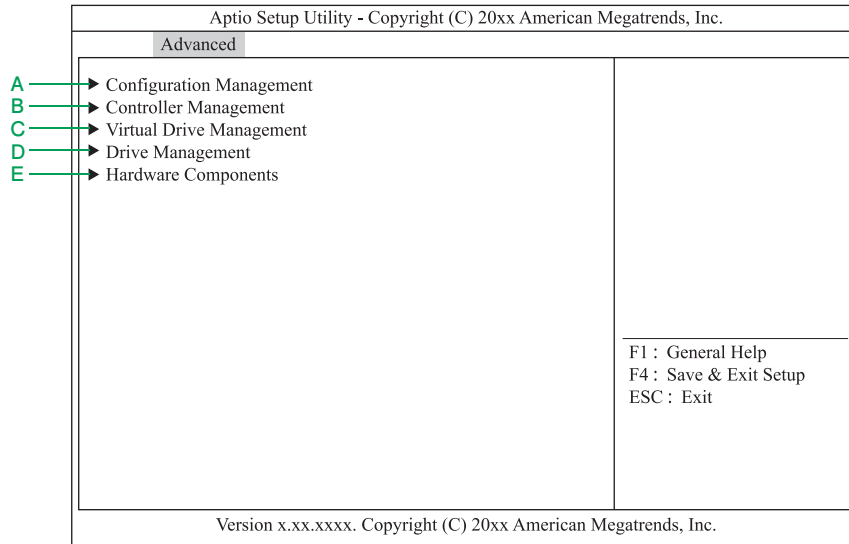 Aptio Setup Utility - Copyright (C) 20xx American Megatrends, Inc.
Advanced
A ▶ Configuration Management
B ▶ Controller Management
C ▶ Virtual Drive Management
D ▶ Drive Management
E ▶ Hardware Components
F1 : General Help
F4 : Save & Exit Setup
ESC : Exit
Version x.xx.xxxx. Copyright (C) 20xx American Megatrends, Inc.